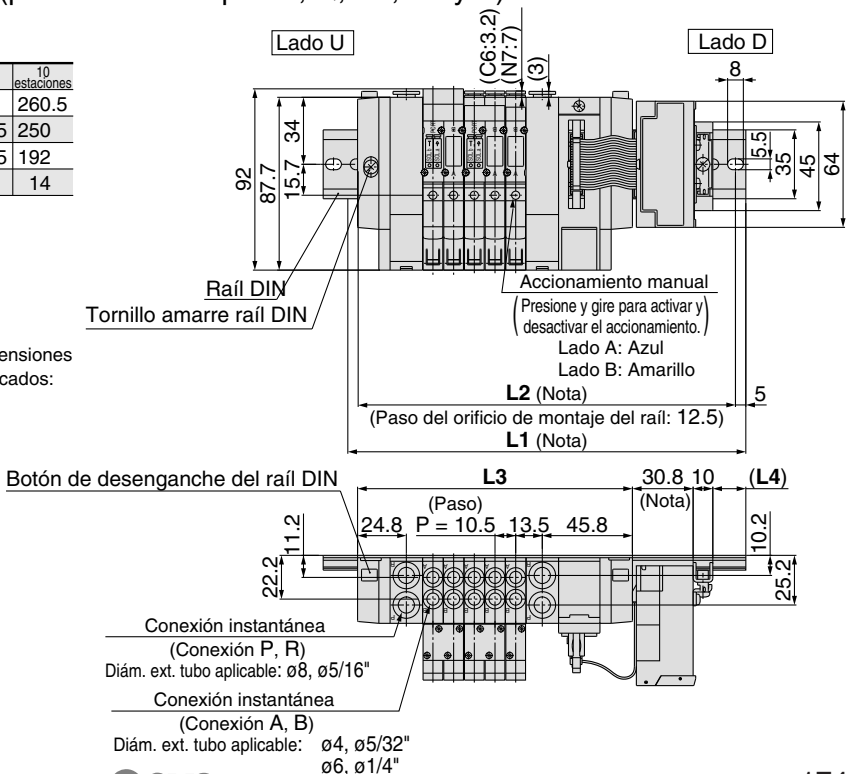 Lado U
Lado D
10
estaciones
260.5
5 250
5 192
14
(C6:3.2)
(N7:7)
(3)
8
34
15.7
92
87.7
5.5
35
45
64
Raíl DIN
Tornillo amarre raíl DIN
Accionamiento manual
(Presione y gire para activar y
desactivar el accionamiento.)
Lado A: Azul
Lado B: Amarillo
ensiones
cados:
L2 (Nota)
5
(Paso del orificio de montaje del raíl: 12.5)
L1 (Nota)
Botón de desenganche del raíl DIN
L3
30.8
10
(L4)
(Paso)
(Nota)
24.8
P = 10.5
13.5
45.8
11.2
22.2
10.2
25.2
Conexión instantánea
(Conexión P, R)
Diám. ext. tubo aplicable: ø8, ø5/16"
Conexión instantánea
(Conexión A, B)
Diám. ext. tubo aplicable: ø4, ø5/32"
ø6, ø1/4"